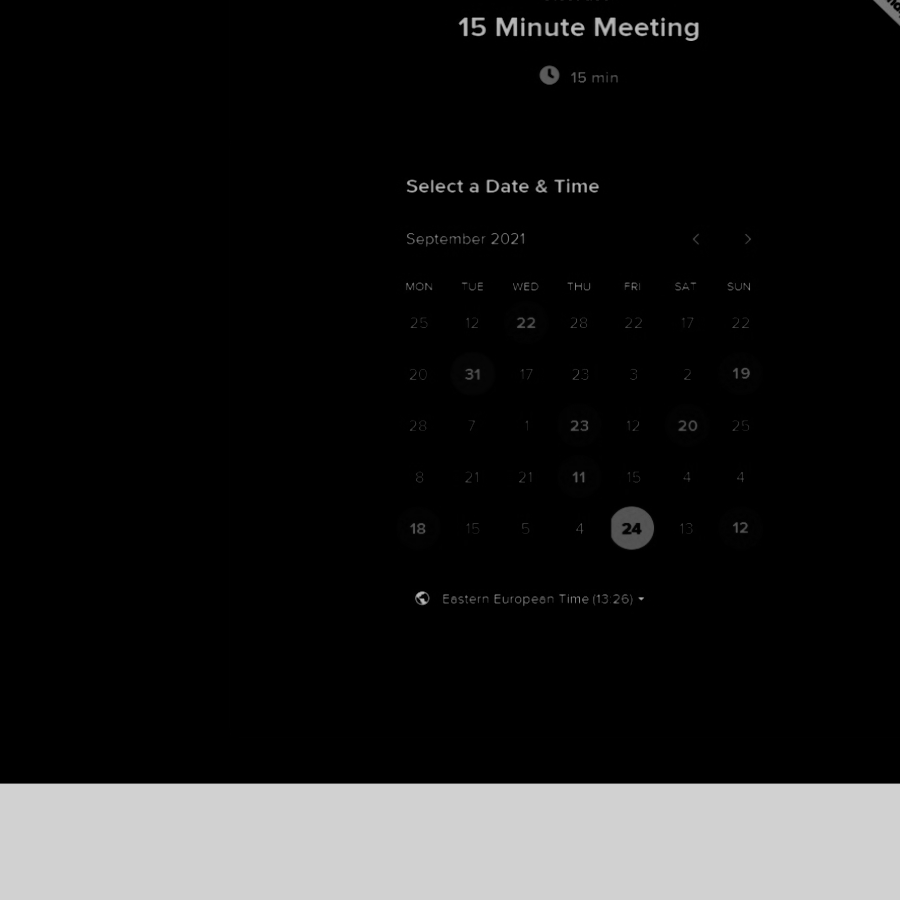 15 Minute Meeting
15 min
Select a Date & Time
September 2021
MON TUE WED THU FRI SAT SUN
25 12 22 28 22 17 22
20 31 17 23 3 2 19
28 7 1 23 12 20 25
8 21 21 11 15 4 4
18 15 5 4 24 13 12
Eastern European Time (13:26)